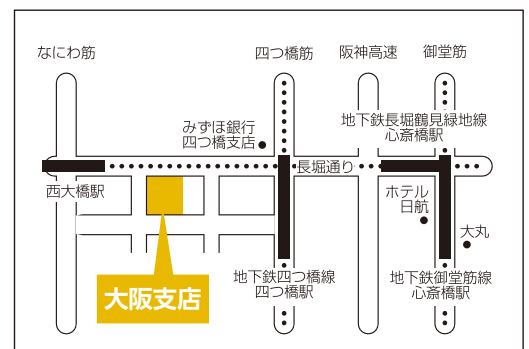 なにわ筋
四つ橋筋
阪神高速
御堂筋
地下鉄長堀鶴見緑地線
心斎橋駅
みずほ銀行
四つ橋支店
長堀通り
西大橋駅
ホテル
日航
大丸
大阪支店
地下鉄四つ橋線
四つ橋駅
地下鉄御堂筋線
心斎橋駅